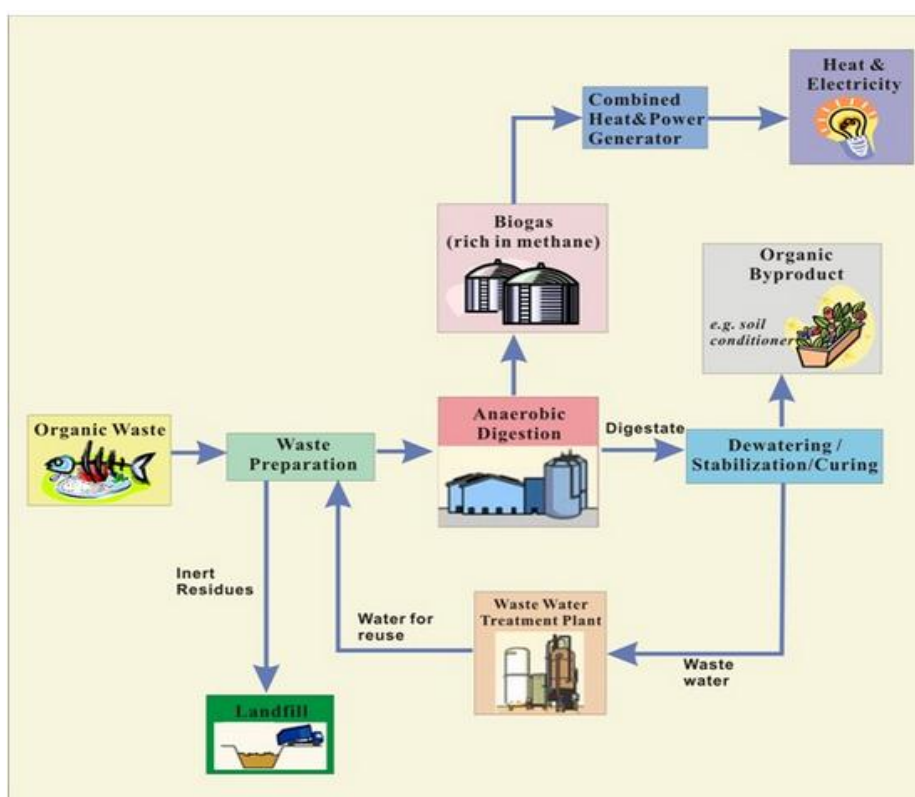 Heat &
Electricity
Combined
Heat&Power
Generator
Biogas
(rich in methane)
Organic
Byproduct
e.g. soil
conditioner
Organic Waste
Waste
Preparation
Anaerobic
Digestion
Digestate
Dewatering /
Stabilization/Curing
Inert
Residues
Water for
reuse
Waste Water
Treatment Plant
Waste
water
Landfill